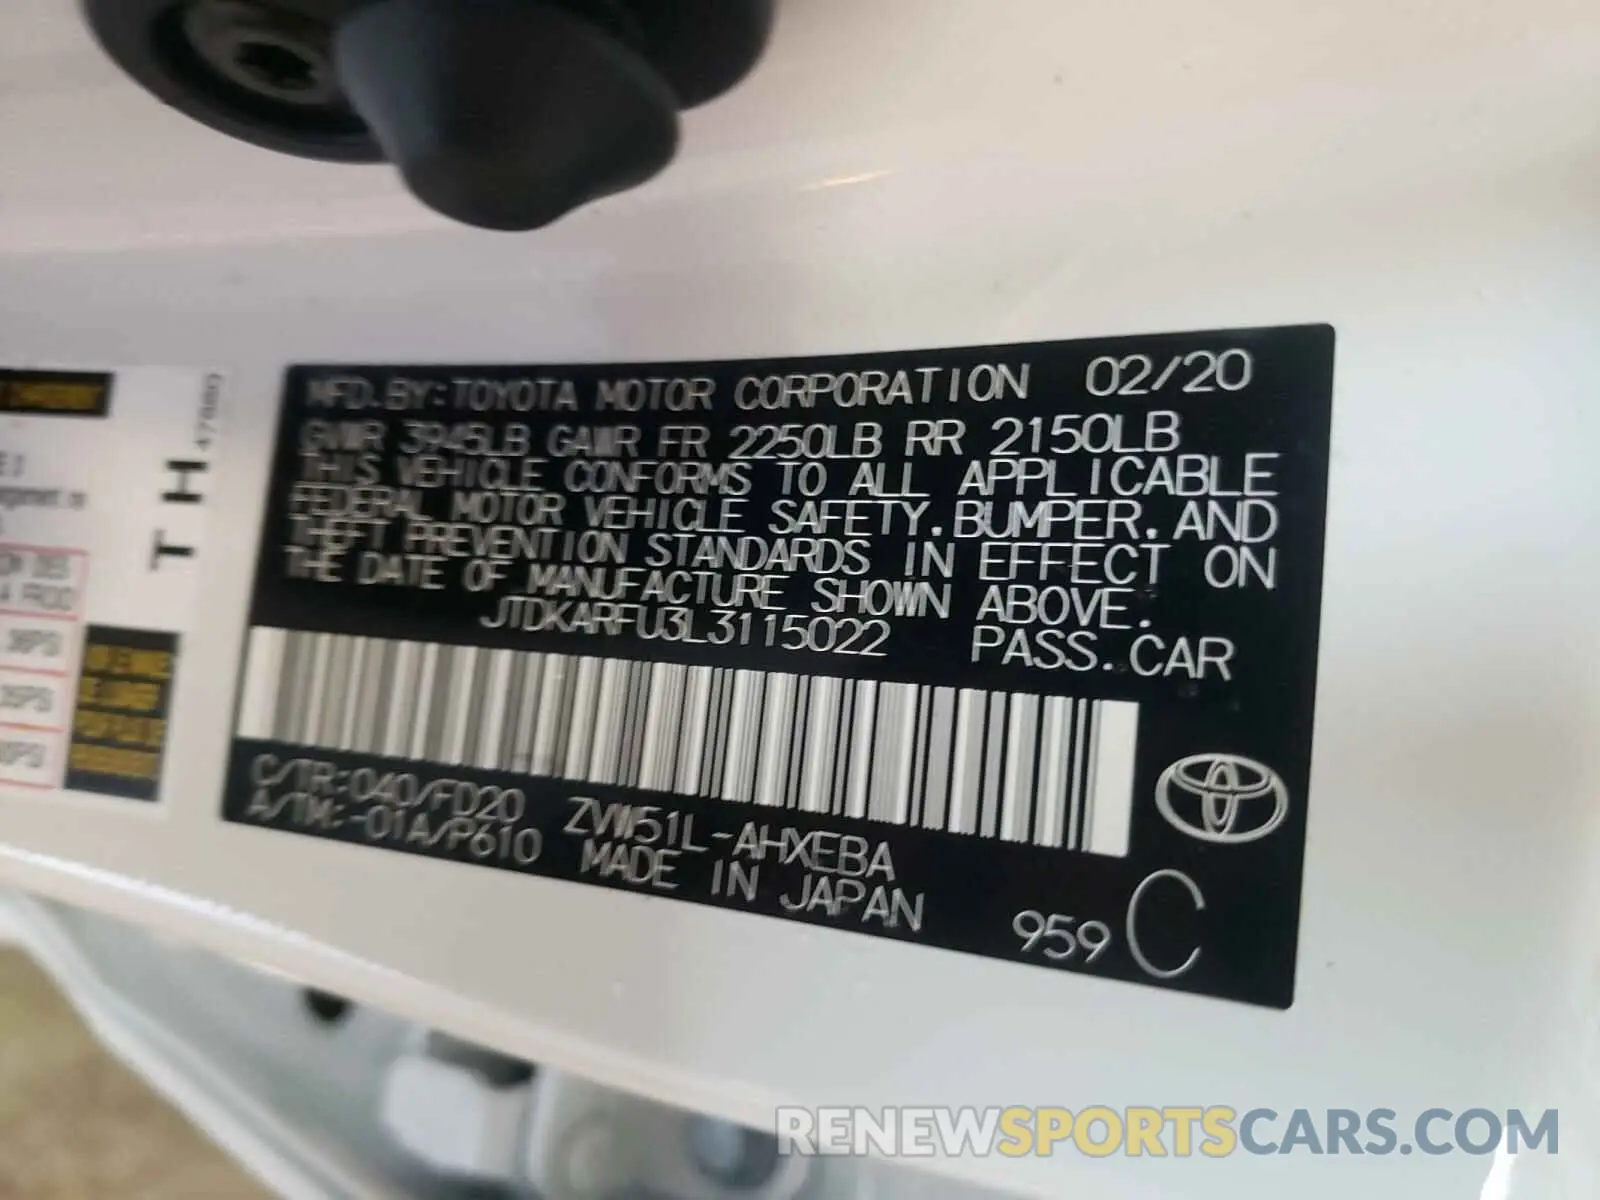 MFD. BY: TOYOTA MOTOR CORPORATION 02/20
GVWR 3945LB GAWR FR 2250LB RR 2150LB
THIS VEHICLE CONFORMS TO ALL APPLICABLE
FEDERAL MOTOR VEHICLE SAFETY, BUMPER, AND
THEFT PREVENTION STANDARDS IN EFFECT ON
THE DATE OF MANUFACTURE SHOWN ABOVE.
JTDKARFU3L3115022 PASS. CAR
C/TR: 040/FD20 ZVW51L-AHXEBA
A/TM: -01A/P610 MADE IN JAPAN
959 C
TH
RENEWSPORTSCARS.COM